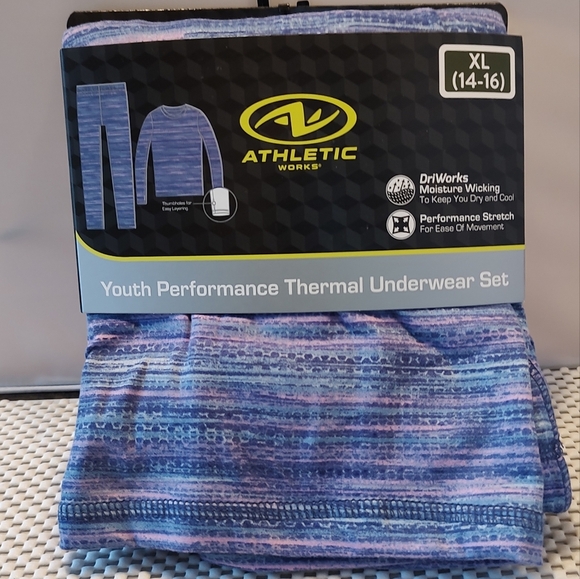 XL
(14-16)
ATHLETIC
WORKS®
Thumbholes for
Easy Layering
DriWorks
Moisture Wicking
To Keep You Dry and Cool
Performance Stretch
For Ease Of Movement
Youth Performance Thermal Underwear Set